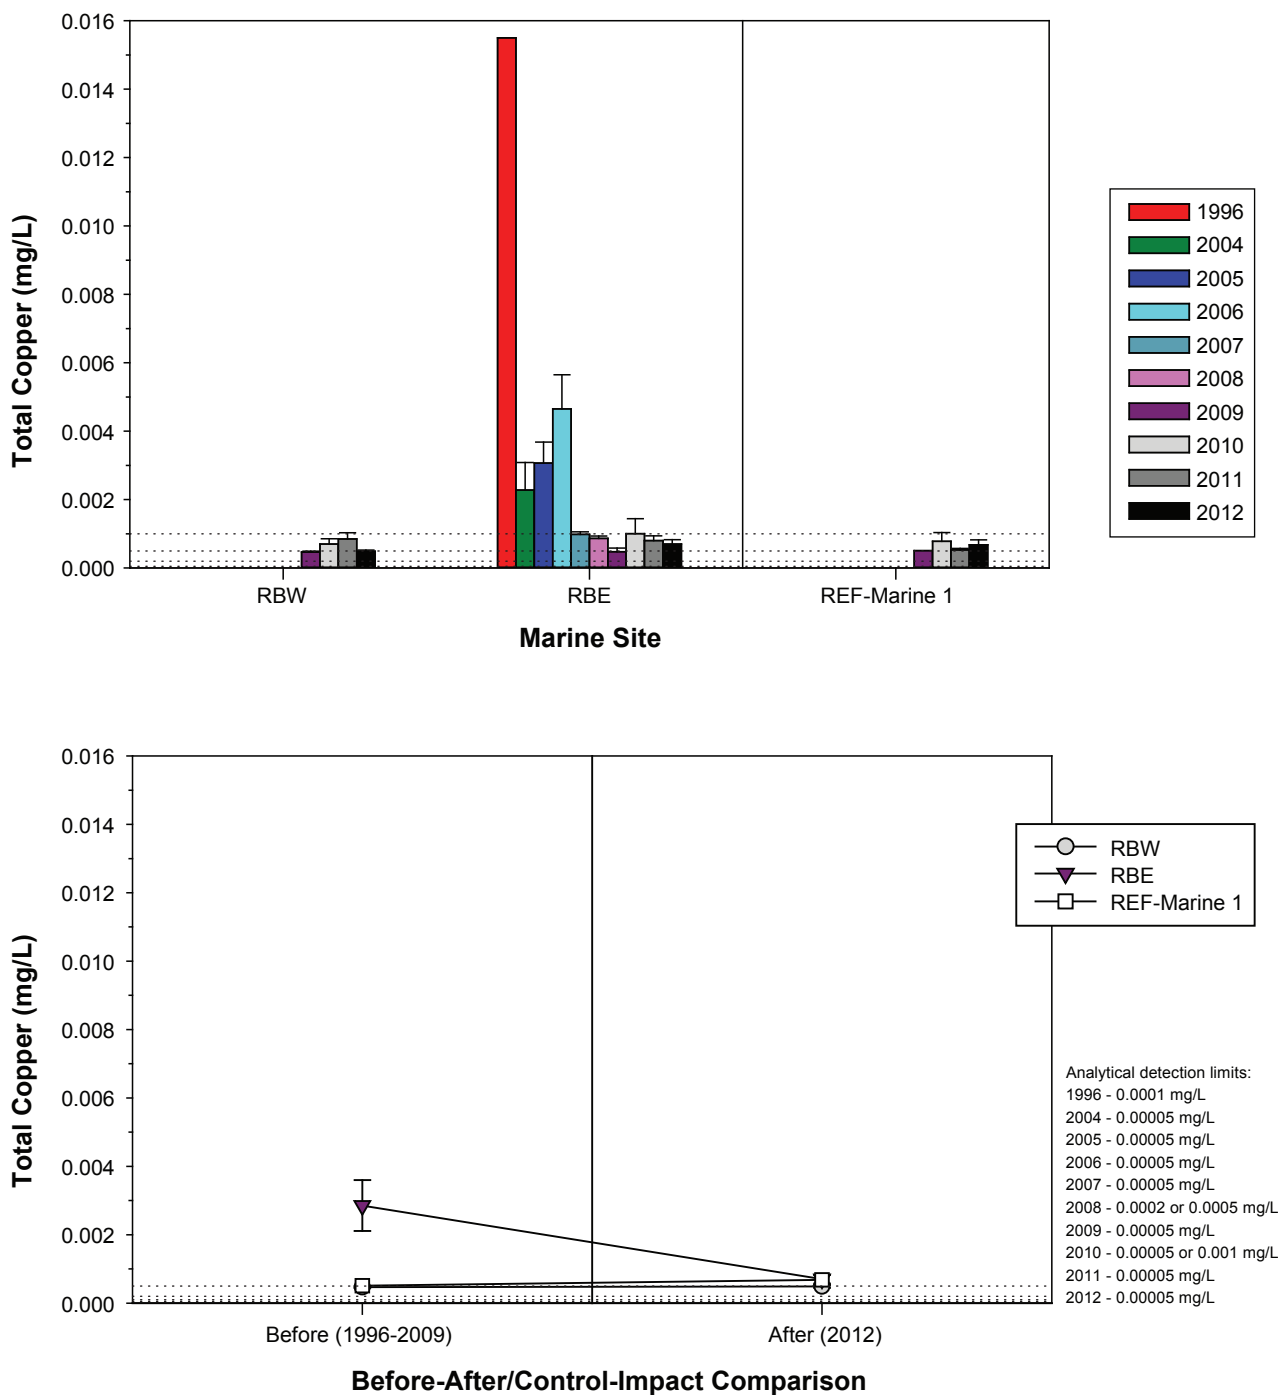 0.016
0.014
0.012
0.010
0.008
0.006
0.004
0.002
0.000
Total Copper (mg/L)
RBW
RBE
REF-Marine 1
Marine Site
1996
2004
2005
2006
2007
2008
2009
2010
2011
2012
0.016
0.014
0.012
0.010
0.008
0.006
0.004
0.002
0.000
Total Copper (mg/L)
Before (1996-2009)
After (2012)
Before-After/Control-Impact Comparison
RBW
RBE
REF-Marine 1
Analytical detection limits:
1996 - 0.0001 mg/L
2004 - 0.00005 mg/L
2005 - 0.00005 mg/L
2006 - 0.00005 mg/L
2007 - 0.00005 mg/L
2008 - 0.0002 or 0.0005 mg/L
2009 - 0.00005 mg/L
2010 - 0.00005 or 0.001 mg/L
2011 - 0.00005 mg/L
2012 - 0.00005 mg/L